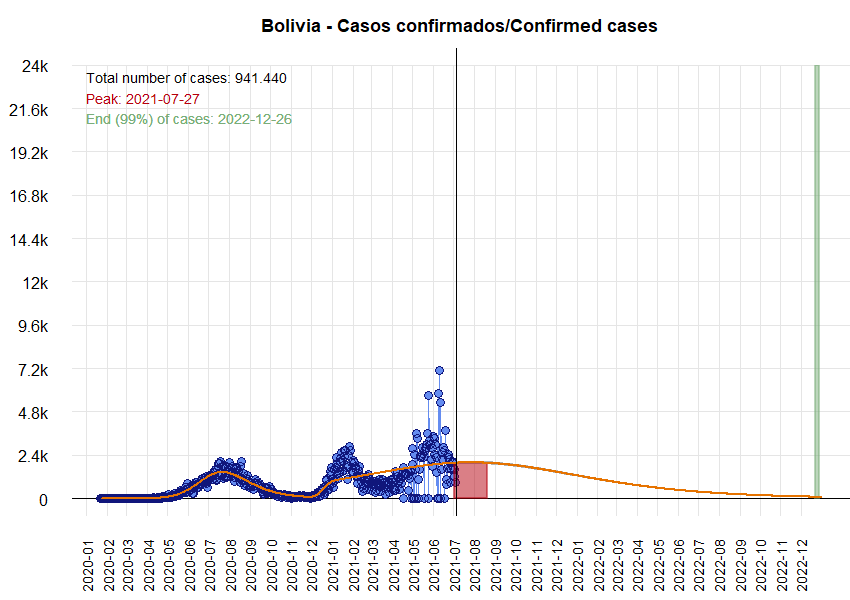 Bolivia - Casos confirmados/Confirmed cases
Total number of cases: 941.440
Peak: 2021-07-27
End (99%) of cases: 2022-12-26
24k
21.6k
19.2k
16.8k
14.4k
12k
9.6k
7.2k
4.8k
2.4k
0
2020-01
2020-02
2020-03
2020-04
2020-05
2020-06
2020-07
2020-08
2020-09
2020-10
2020-11
2020-12
2021-01
2021-02
2021-03
2021-04
2021-05
2021-06
2021-07
2021-08
2021-09
2021-10
2021-11
2021-12
2022-01
2022-02
2022-03
2022-04
2022-05
2022-06
2022-07
2022-08
2022-09
2022-10
2022-11
2022-12